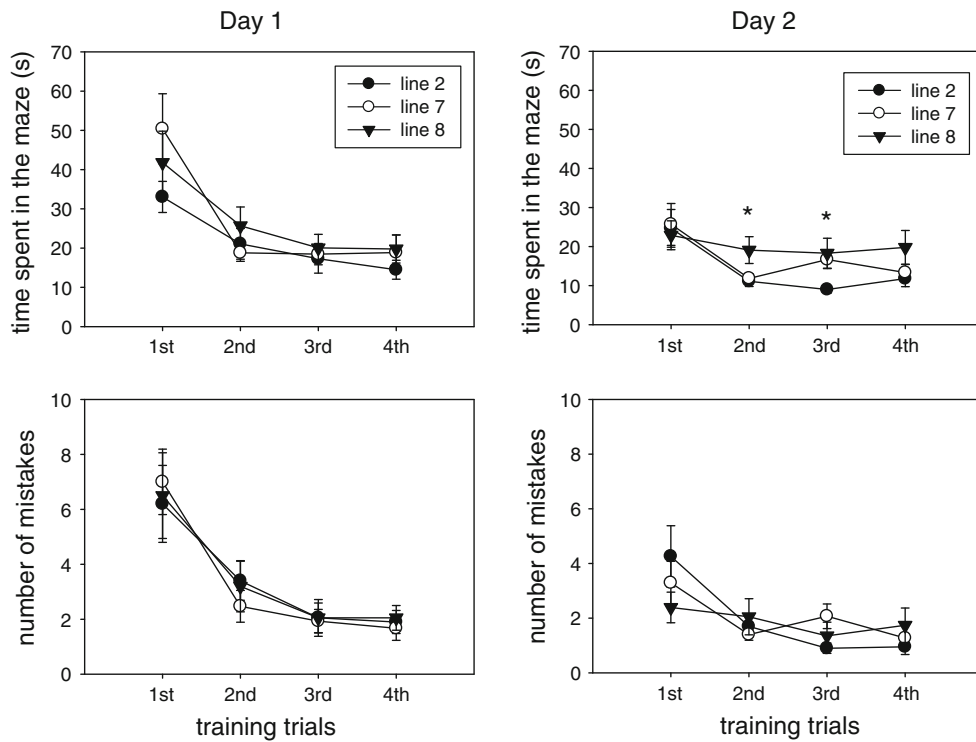 Day 1
time spent in the maze (s)
70
60
50
40
30
20
10
0
line 2
line 7
line 8
1st 2nd 3rd 4th
Day 2
time spent in the maze (s)
70
60
50
40
30
20
10
0
line 2
line 7
line 8
* *
1st 2nd 3rd 4th
number of mistakes
10
8
6
4
2
0
1st 2nd 3rd 4th
training trials
number of mistakes
10
8
6
4
2
0
1st 2nd 3rd 4th
training trials